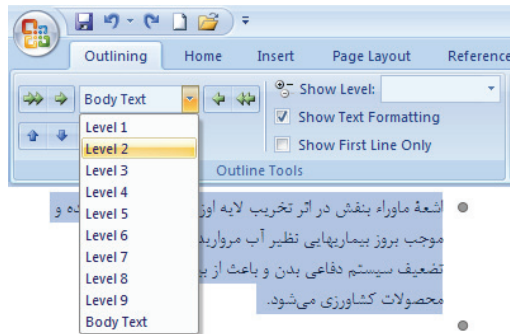 Outlining Home Insert Page Layout Reference
Body Text Show Level:
Show Text Formatting
Show First Line Only
Outline Tools
Level 1
Level 2
Level 3
Level 4
Level 5
Level 6
Level 7
Level 8
Level 9
Body Text
اشعهٔ ماوراء بنفش در اثر تخریب لایه اوز ده و
موجب بروز بیماریهایی نظیر آب مروارید
تضعیف سیستم دفاعی بدن و باعث از بی
محصولات کشاورزی می‌شود.